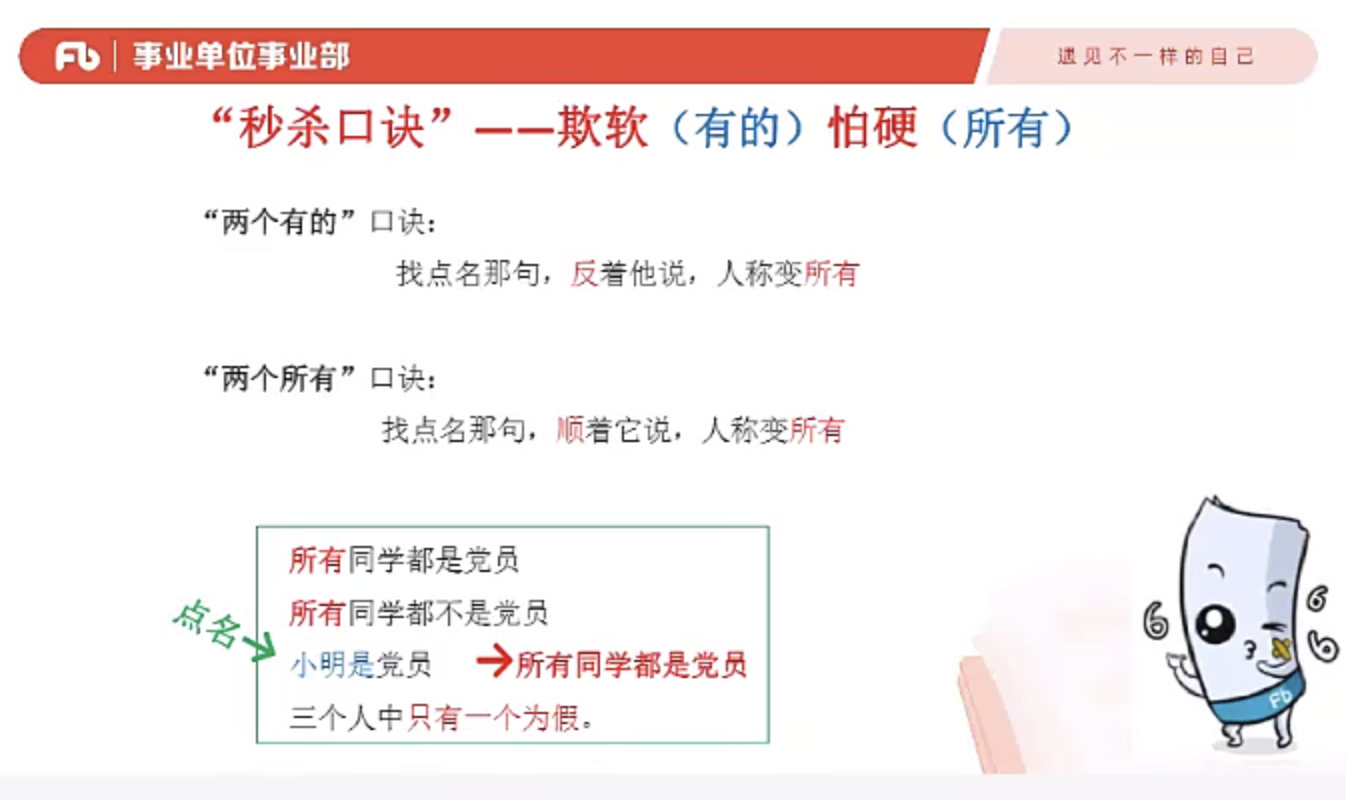 Fb 事业单位事业部
遇见不一样的自己
“秒杀口诀”——欺软（有的）怕硬（所有）
“两个有的”口诀：
找点名那句，反着他说，人称变所有
“两个所有”口诀：
找点名那句，顺着它说，人称变所有
所有同学都是党员
所有同学都不是党员
点名
小明是党员 →所有同学都是党员
三个人中只有一个为假。
6
6
6
Fb